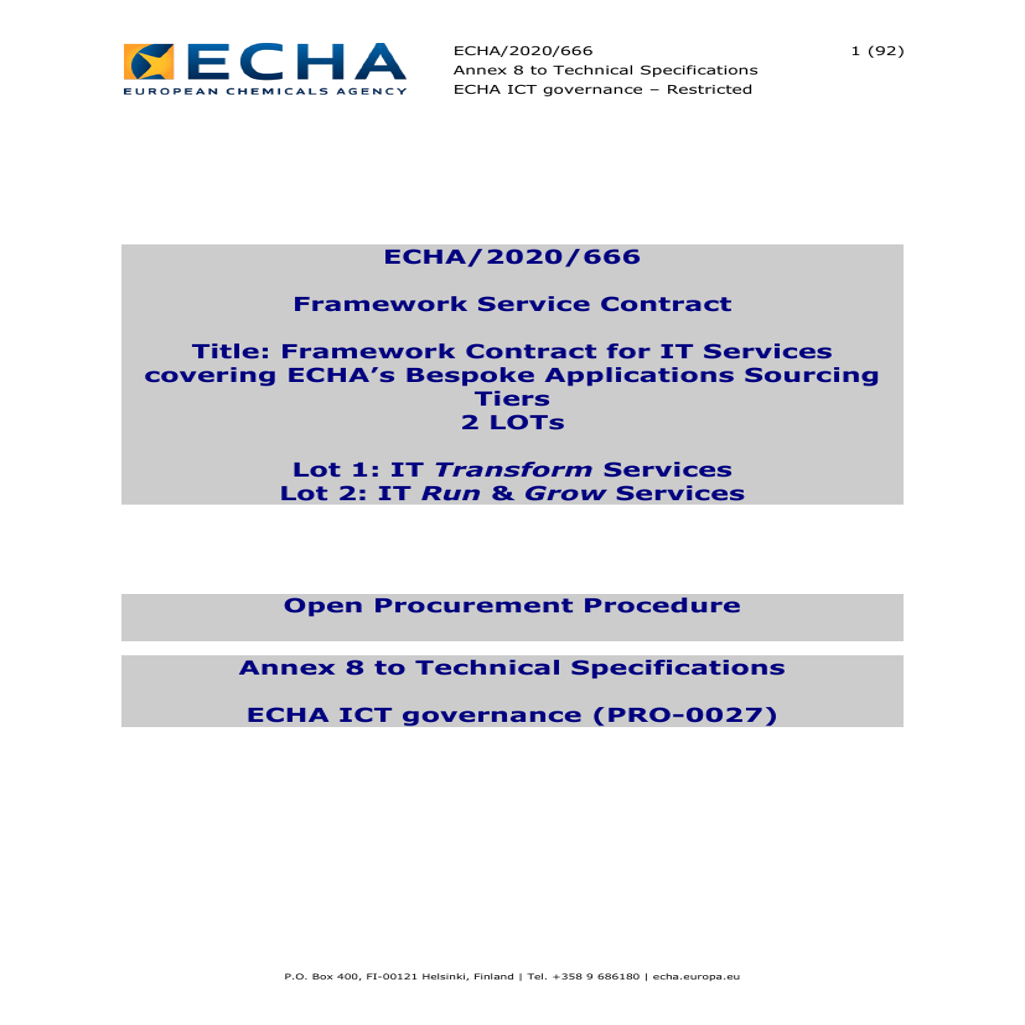 ECHA
EUROPEAN CHEMICALS AGENCY
ECHA/2020/666 1 (92)
Annex 8 to Technical Specifications
ECHA ICT governance – Restricted
ECHA/2020/666
Framework Service Contract
Title: Framework Contract for IT Services
covering ECHA’s Bespoke Applications Sourcing
Tiers
2 LOTs
Lot 1: IT Transform Services
Lot 2: IT Run & Grow Services
Open Procurement Procedure
Annex 8 to Technical Specifications
ECHA ICT governance (PRO-0027)
P.O. Box 400, FI-00121 Helsinki, Finland | Tel. +358 9 686180 | echa.europa.eu